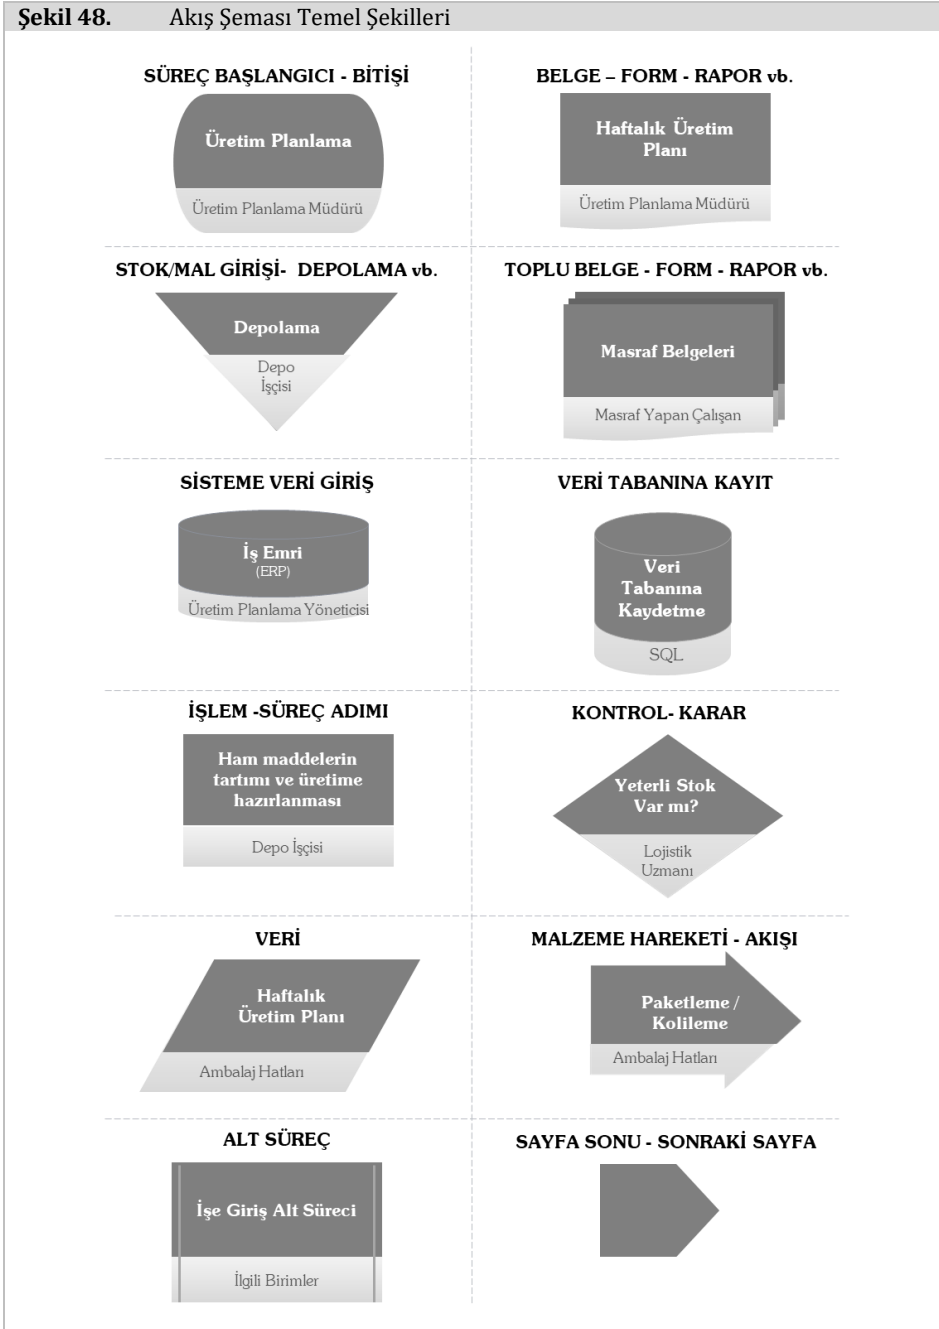 Şekil 48. Akış Şeması Temel Şekilleri
SÜREÇ BAŞLANGICI - BİTİŞİ
Üretim Planlama
Üretim Planlama Müdürü
BELGE – FORM - RAPOR vb.
Haftalık Üretim
Planı
Üretim Planlama Müdürü
STOK/MAL GİRİŞİ- DEPOLAMA vb.
Depolama
Depo
İşçisi
TOPLU BELGE - FORM - RAPOR vb.
Masraf Belgeleri
Masraf Yapan Çalışan
SİSTEME VERİ GİRİŞ
İş Emri
(ERP)
Üretim Planlama Yöneticisi
VERİ TABANINA KAYIT
Veri
Tabanına
Kaydetme
SQL
İŞLEM -SÜREÇ ADIMI
Ham maddelerin
tartımı ve üretime
hazırlanması
Depo İşçisi
KONTROL- KARAR
Yeterli Stok
Var mı?
Lojistik
Uzmanı
VERİ
Haftalık
Üretim Planı
Ambalaj Hatları
MALZEME HAREKETİ - AKIŞI
Paketleme /
Kolileme
Ambalaj Hatları
ALT SÜREÇ
İşe Giriş Alt Süreci
İlgili Birimler
SAYFA SONU - SONRAKİ SAYFA